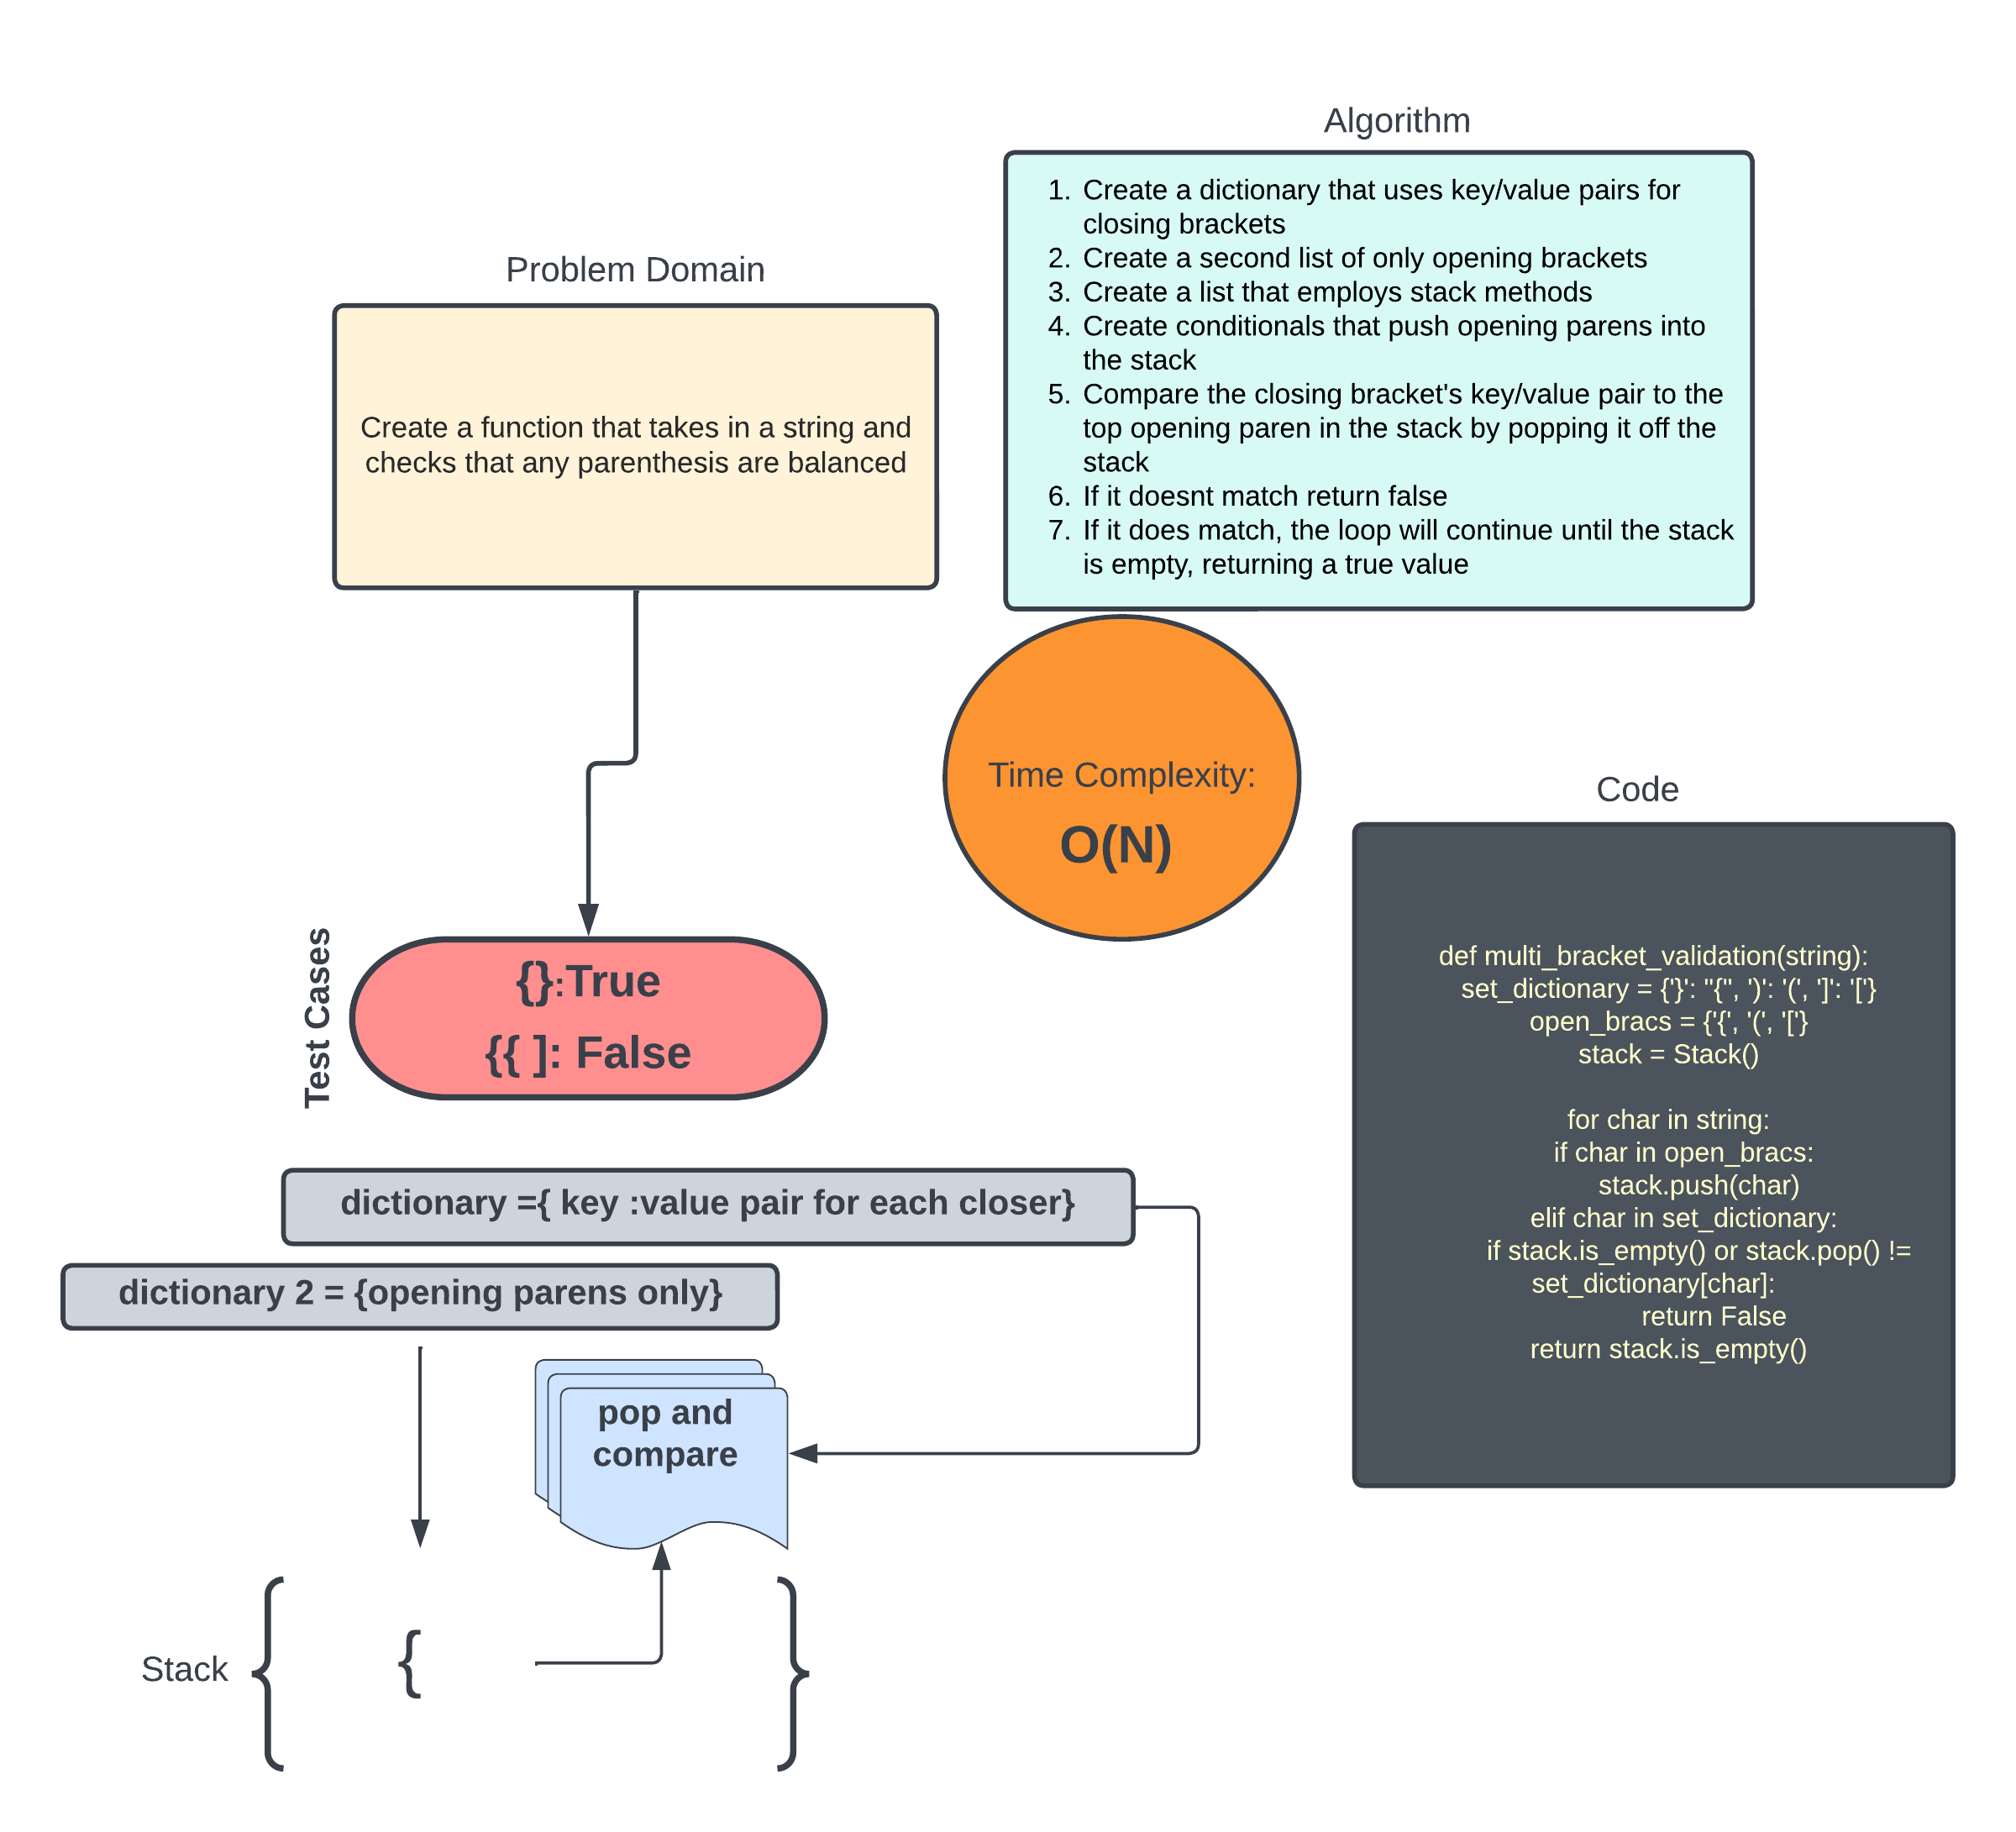 Algorithm
1. Create a dictionary that uses key/value pairs for
closing brackets
2. Create a second list of only opening brackets
3. Create a list that employs stack methods
4. Create conditionals that push opening parens into
the stack
5. Compare the closing bracket's key/value pair to the
top opening paren in the stack by popping it off the
stack
6. If it doesnt match return false
7. If it does match, the loop will continue until the stack
is empty, returning a true value
Problem Domain
Create a function that takes in a string and
checks that any parenthesis are balanced
Time Complexity:
O(N)
Code
def multi_bracket_validation(string):
set_dictionary = {'}': "{", ')': '(', ']': '['}
open_bracs = {'{', '(', '['}
stack = Stack()
for char in string:
if char in open_bracs:
stack.push(char)
elif char in set_dictionary:
if stack.is_empty() or stack.pop() !=
set_dictionary[char]:
return False
return stack.is_empty()
Test Cases
{}:True
{{ ]: False
dictionary ={ key :value pair for each closer}
dictionary 2 = {opening parens only}
pop and
compare
Stack
{